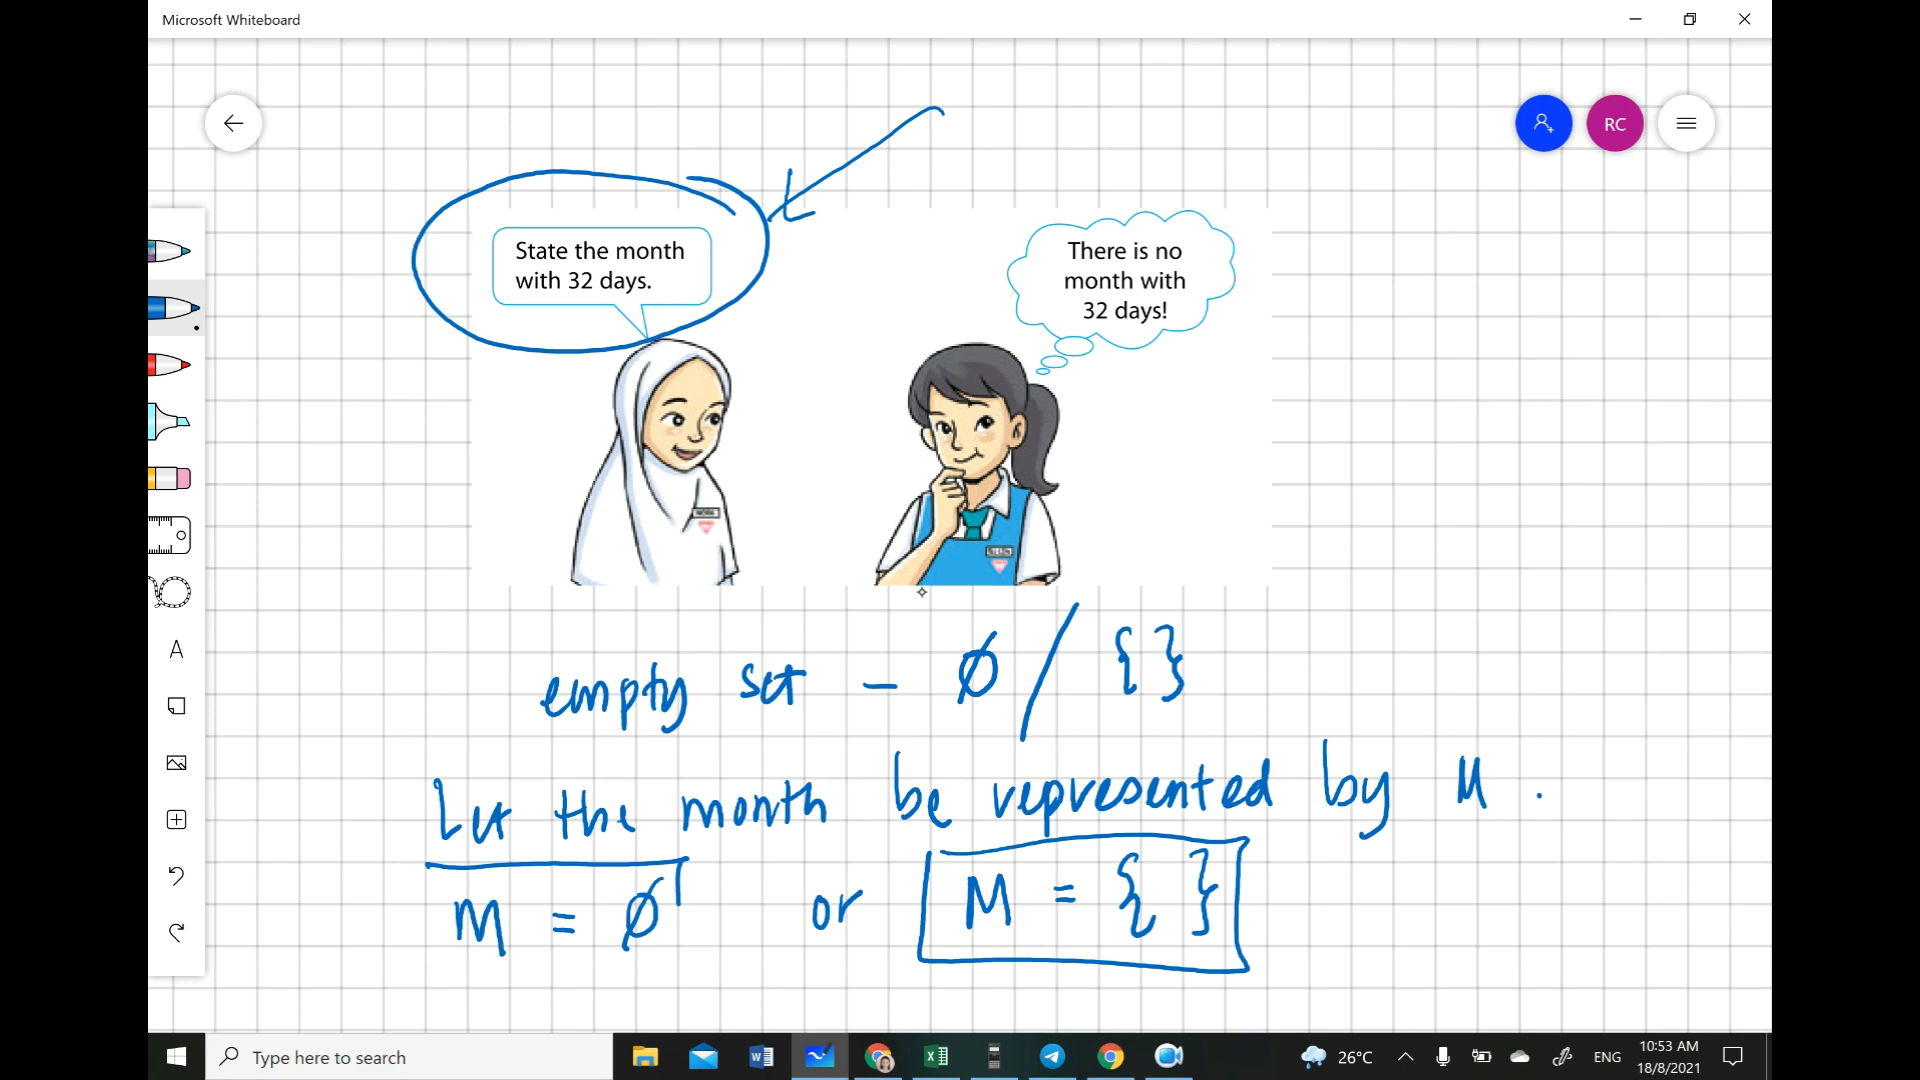 Microsoft Whiteboard
RC
State the month
with 32 days.
There is no
month with
32 days!
empty set – ∅ / { }
Let the month be represented by M.
M = ∅ or M = { }
A
Type here to search
26°C
ENG
10:53 AM
18/8/2021